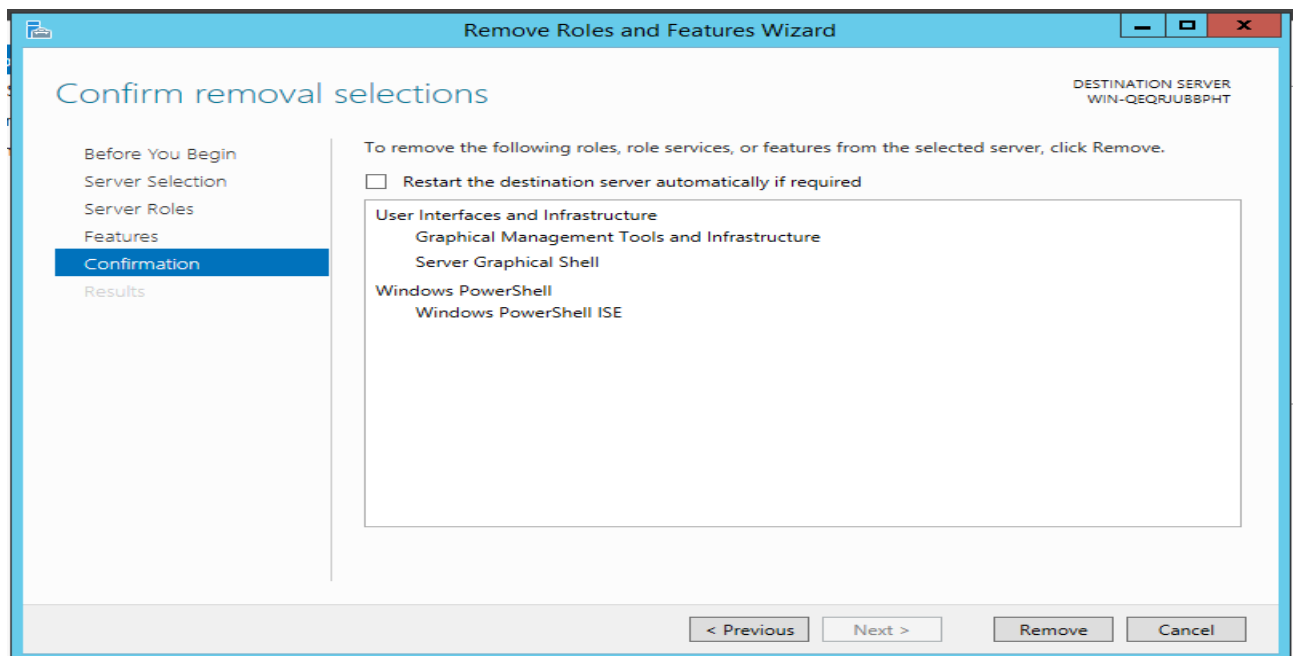 Remove Roles and Features Wizard
Confirm removal selections
DESTINATION SERVER
WIN-QEQRJUBBPHT
Before You Begin
Server Selection
Server Roles
Features
Confirmation
Results
To remove the following roles, role services, or features from the selected server, click Remove.
Restart the destination server automatically if required
User Interfaces and Infrastructure
Graphical Management Tools and Infrastructure
Server Graphical Shell
Windows PowerShell
Windows PowerShell ISE
< Previous
Next >
Remove
Cancel